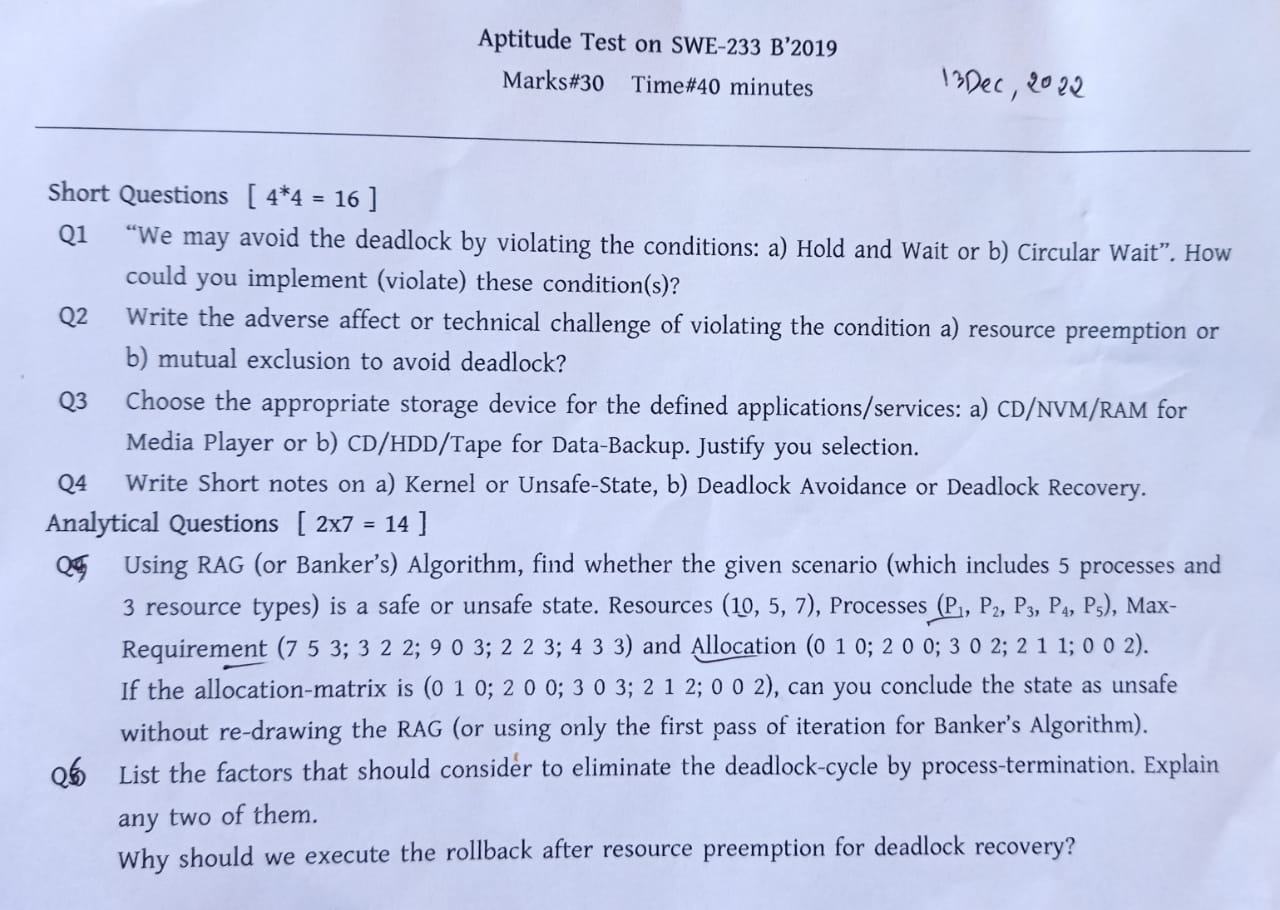 Aptitude Test on SWE-233 B’2019
Marks#30 Time#40 minutes
13Dec, 2022
Short Questions [ 4*4 = 16 ]
Q1 “We may avoid the deadlock by violating the conditions: a) Hold and Wait or b) Circular Wait”. How
could you implement (violate) these condition(s)?
Q2 Write the adverse affect or technical challenge of violating the condition a) resource preemption or
b) mutual exclusion to avoid deadlock?
Q3 Choose the appropriate storage device for the defined applications/services: a) CD/NVM/RAM for
Media Player or b) CD/HDD/Tape for Data-Backup. Justify you selection.
Q4 Write Short notes on a) Kernel or Unsafe-State, b) Deadlock Avoidance or Deadlock Recovery.
Analytical Questions [ 2x7 = 14 ]
Q5 Using RAG (or Banker’s) Algorithm, find whether the given scenario (which includes 5 processes and
3 resource types) is a safe or unsafe state. Resources (10, 5, 7), Processes (P₁, P₂, P₃, P₄, P₅), Max-
Requirement (7 5 3; 3 2 2; 9 0 3; 2 2 3; 4 3 3) and Allocation (0 1 0; 2 0 0; 3 0 2; 2 1 1; 0 0 2).
If the allocation-matrix is (0 1 0; 2 0 0; 3 0 3; 2 1 2; 0 0 2), can you conclude the state as unsafe
without re-drawing the RAG (or using only the first pass of iteration for Banker’s Algorithm).
Q6 List the factors that should consider to eliminate the deadlock-cycle by process-termination. Explain
any two of them.
Why should we execute the rollback after resource preemption for deadlock recovery?